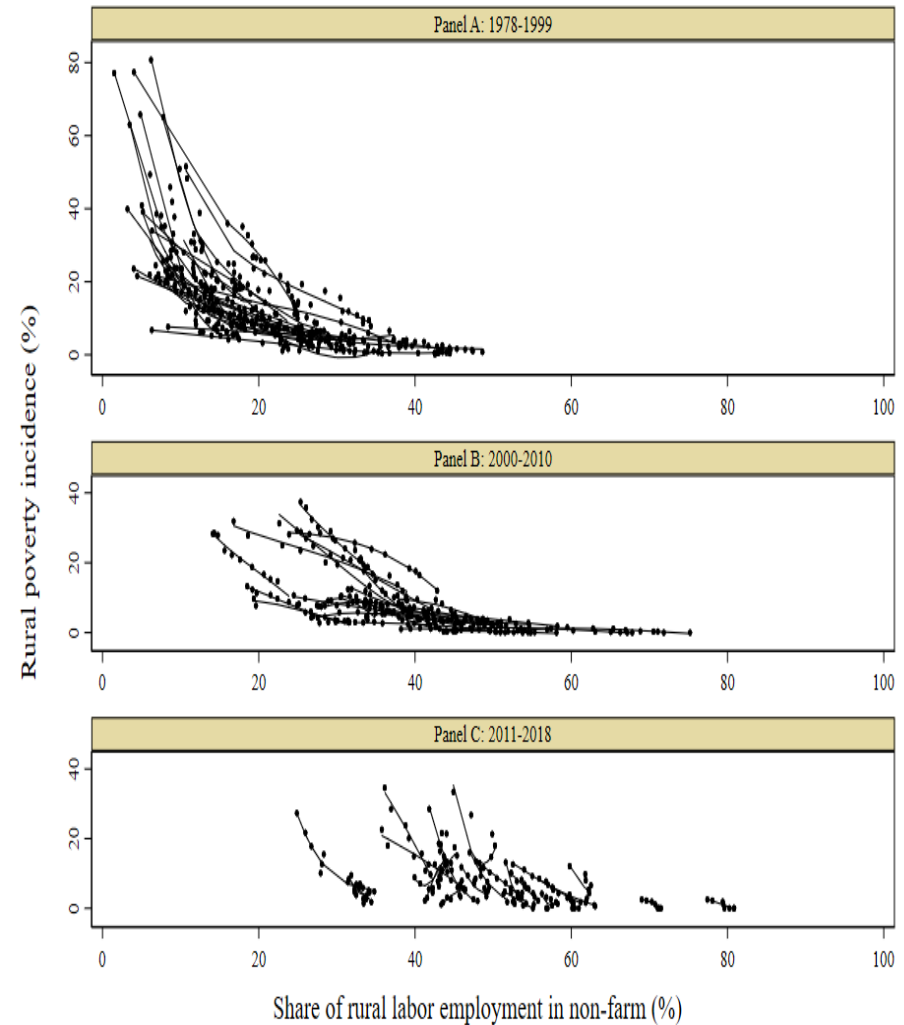 Panel A: 1978-1999
80
60
40
20
0
0 20 40 60 80 100
Panel B: 2000-2010
40
20
0
0 20 40 60 80 100
Panel C: 2011-2018
40
20
0
0 20 40 60 80 100
Rural poverty incidence (%)
Share of rural labor employment in non-farm (%)